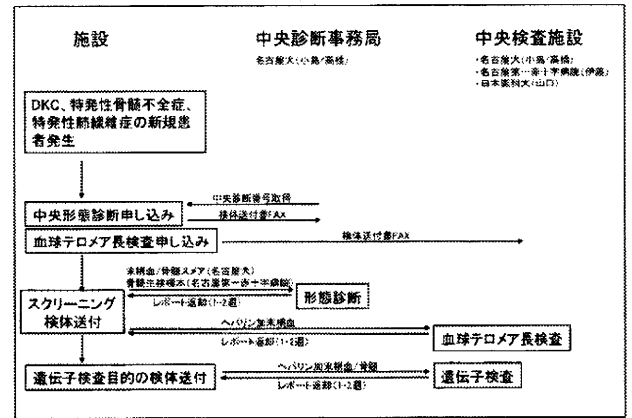 施設
中央診断事務局
中央検査施設
名古屋大(小島/高橋)
・名古屋大(小島/高橋)
・名古屋第一赤十字病院(伊藤)
・日本医科大(山口)
DKC、特発性骨髄不全症、
特発性肺線維症の新規患
者発生
中央診断番号取得
中央形態診断申し込み
検体送付書FAX
血球テロメア長検査申し込み
検体送付書FAX
末梢血/骨髄スメア(名古屋大)
骨髄生検標本(名古屋第一赤十字病院)
スクリーニング
検体送付
レポート返却(1-2週)
形態診断
ヘパリン加末梢血
レポート返却(1-2週)
血球テロメア長検査
遺伝子検査目的の検体送付
ヘパリン加末梢血/骨髄
レポート返却(1-2週)
遺伝子検査